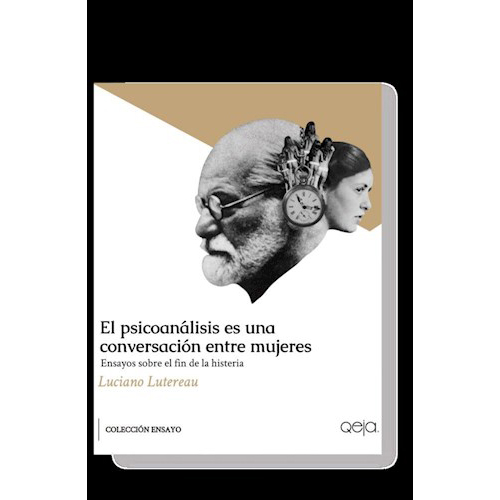 El psicoanálisis es una
conversación entre mujeres
Ensayos sobre el fin de la histeria
Luciano Lutereau
COLECCIÓN ENSAYO
Qeja.